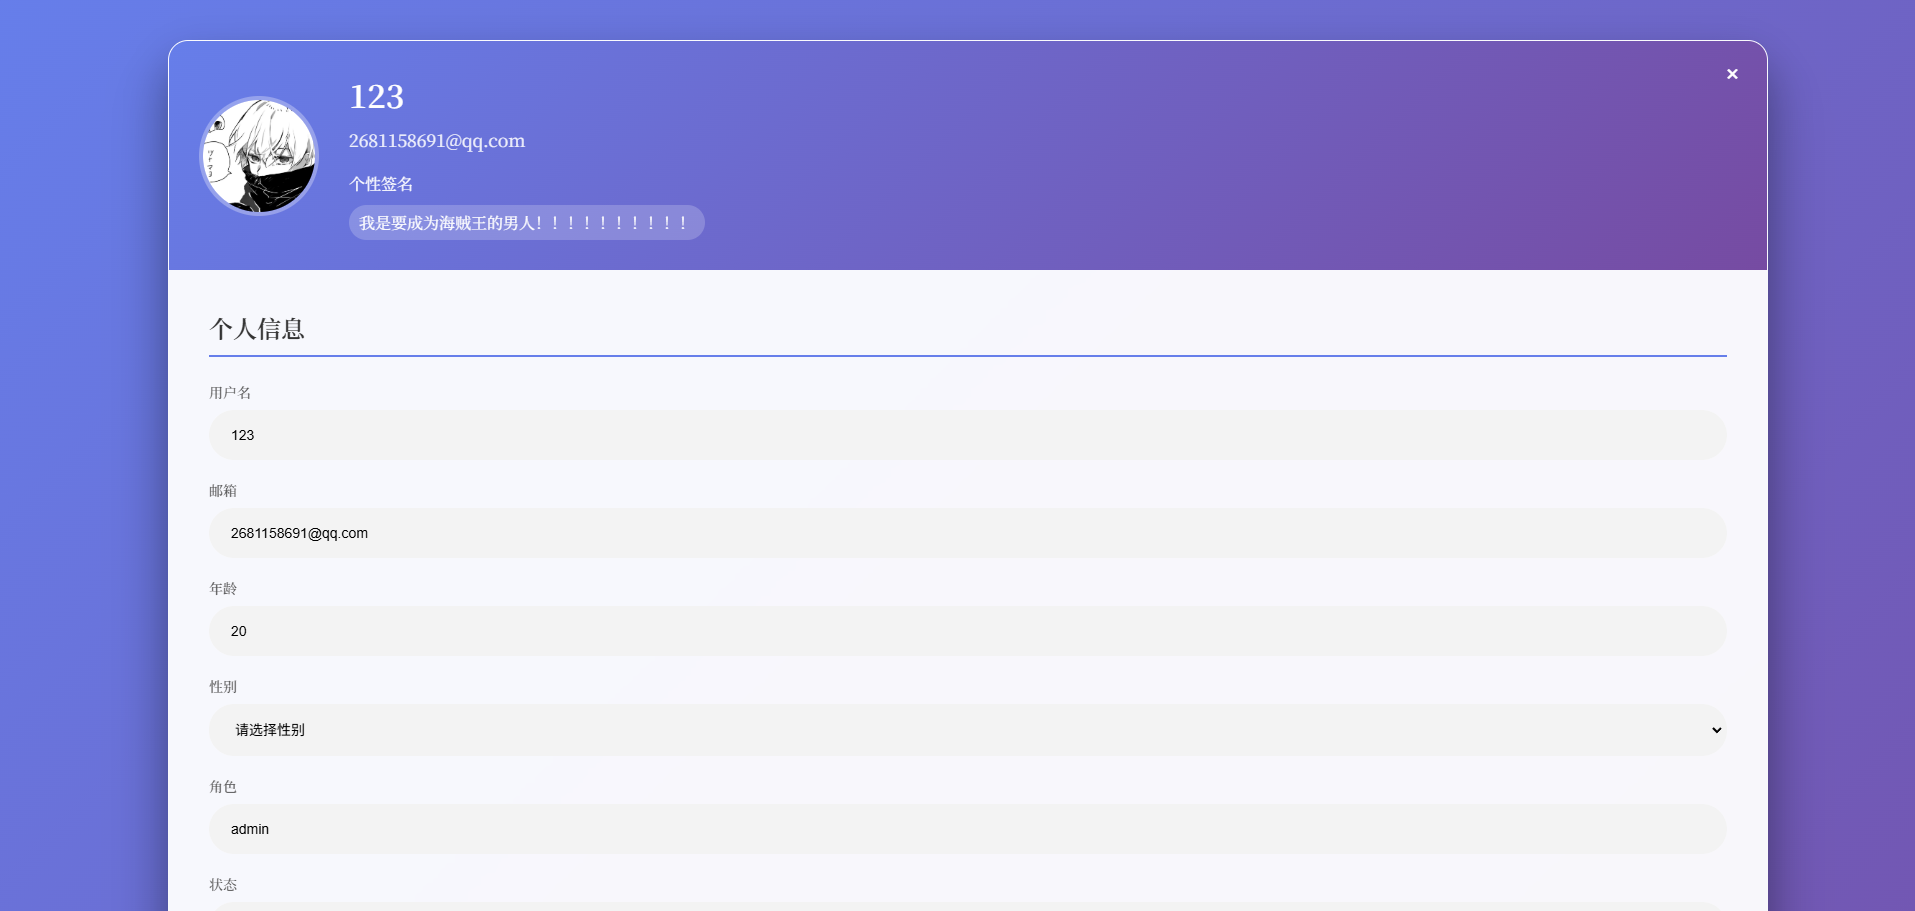 123
2681158691@qq.com
个性签名
我是要成为海贼王的男人！！！！！！！！！！
个人信息
用户名
123
邮箱
2681158691@qq.com
年龄
20
性别
请选择性别
角色
admin
状态